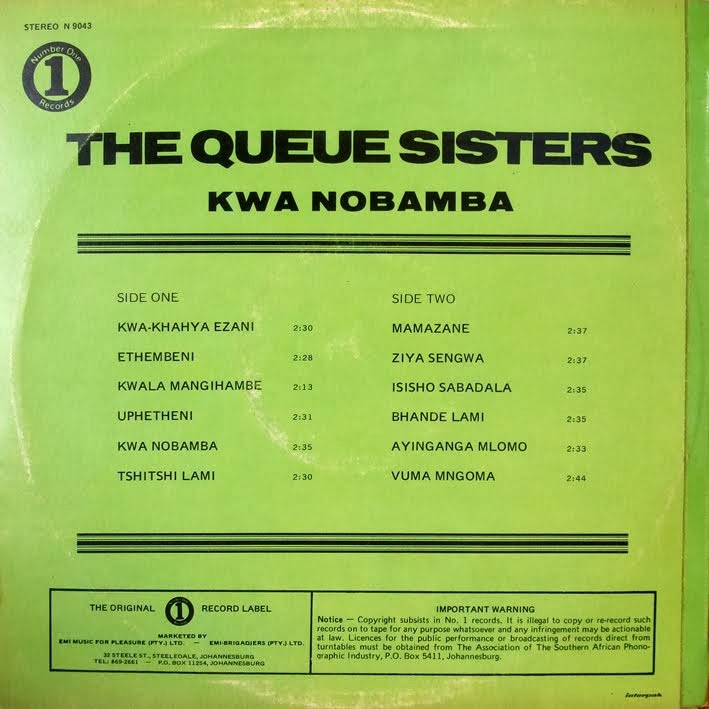 STEREO N 9043
Number One
1
Records
THE QUEUE SISTERS
KWA NOBAMBA
SIDE ONE
KWA-KHAHYA EZANI 2:30
ETHEMBENI 2:28
KWALA MANGIHAMBE 2:13
UPHETHENI 2:31
KWA NOBAMBA 2:35
TSHITSHI LAMI 2:30
SIDE TWO
MAMAZANE 2:37
ZIYA SENGWA 2:37
ISISHO SABADALA 2:35
BHANDE LAMI 2:35
AYINGANGA MLOMO 2:33
VUMA MNGOMA 2:44
THE ORIGINAL 1 RECORD LABEL
MARKETED BY
EMI MUSIC FOR PLEASURE (PTY.) LTD. — EMI-BRIGADIERS (PTY.) LTD.
32 STEELE ST., STEELEDALE, JOHANNESBURG
TEL: 869-2661 — P.O. BOX 11254, JOHANNESBURG
IMPORTANT WARNING
Notice — Copyright subsists in No. 1 records. It is illegal to copy or re-record such
records on to tape for any purpose whatsoever and any infringement may be actionable
at law. Licences for the public performance or broadcasting of records direct from
turntables must be obtained from The Association of The Southern African Phono-
graphic Industry, P.O. Box 5411, Johannesburg.
interpak